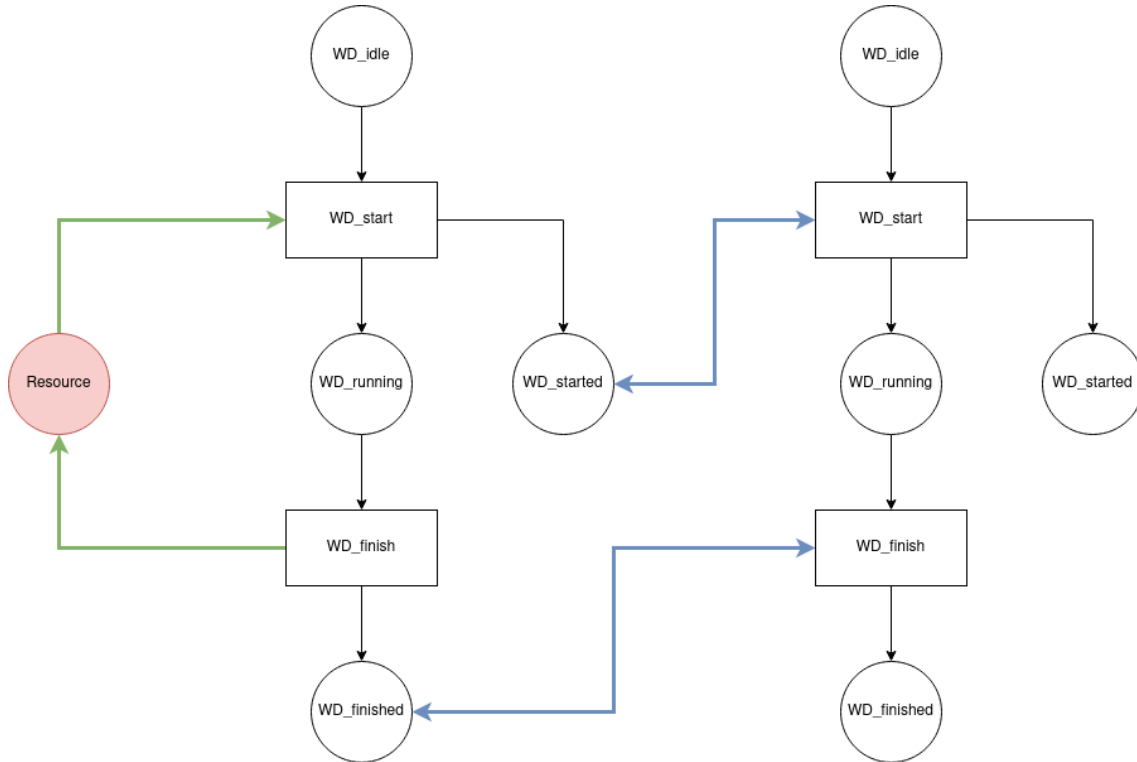 WD_idle
WD_idle
WD_start
WD_start
Resource
WD_running
WD_started
WD_running
WD_started
WD_finish
WD_finish
WD_finished
WD_finished